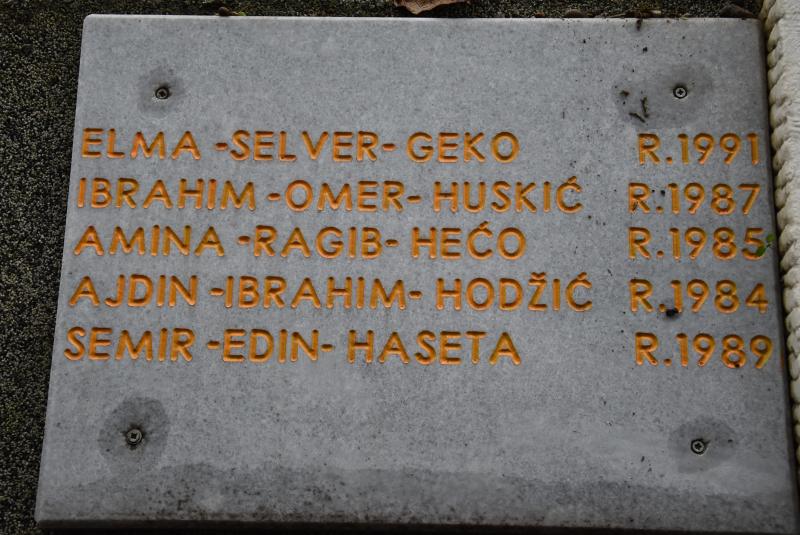 ELMA -SELVER- GEKO R.1991
IBRAHIM -OMER- HUSKIĆ R.1987
AMINA -RAGIB- HEĆO R.1985
AJDIN -IBRAHIM- HODŽIĆ R.1984
SEMIR -EDIN- HASETA R.1989